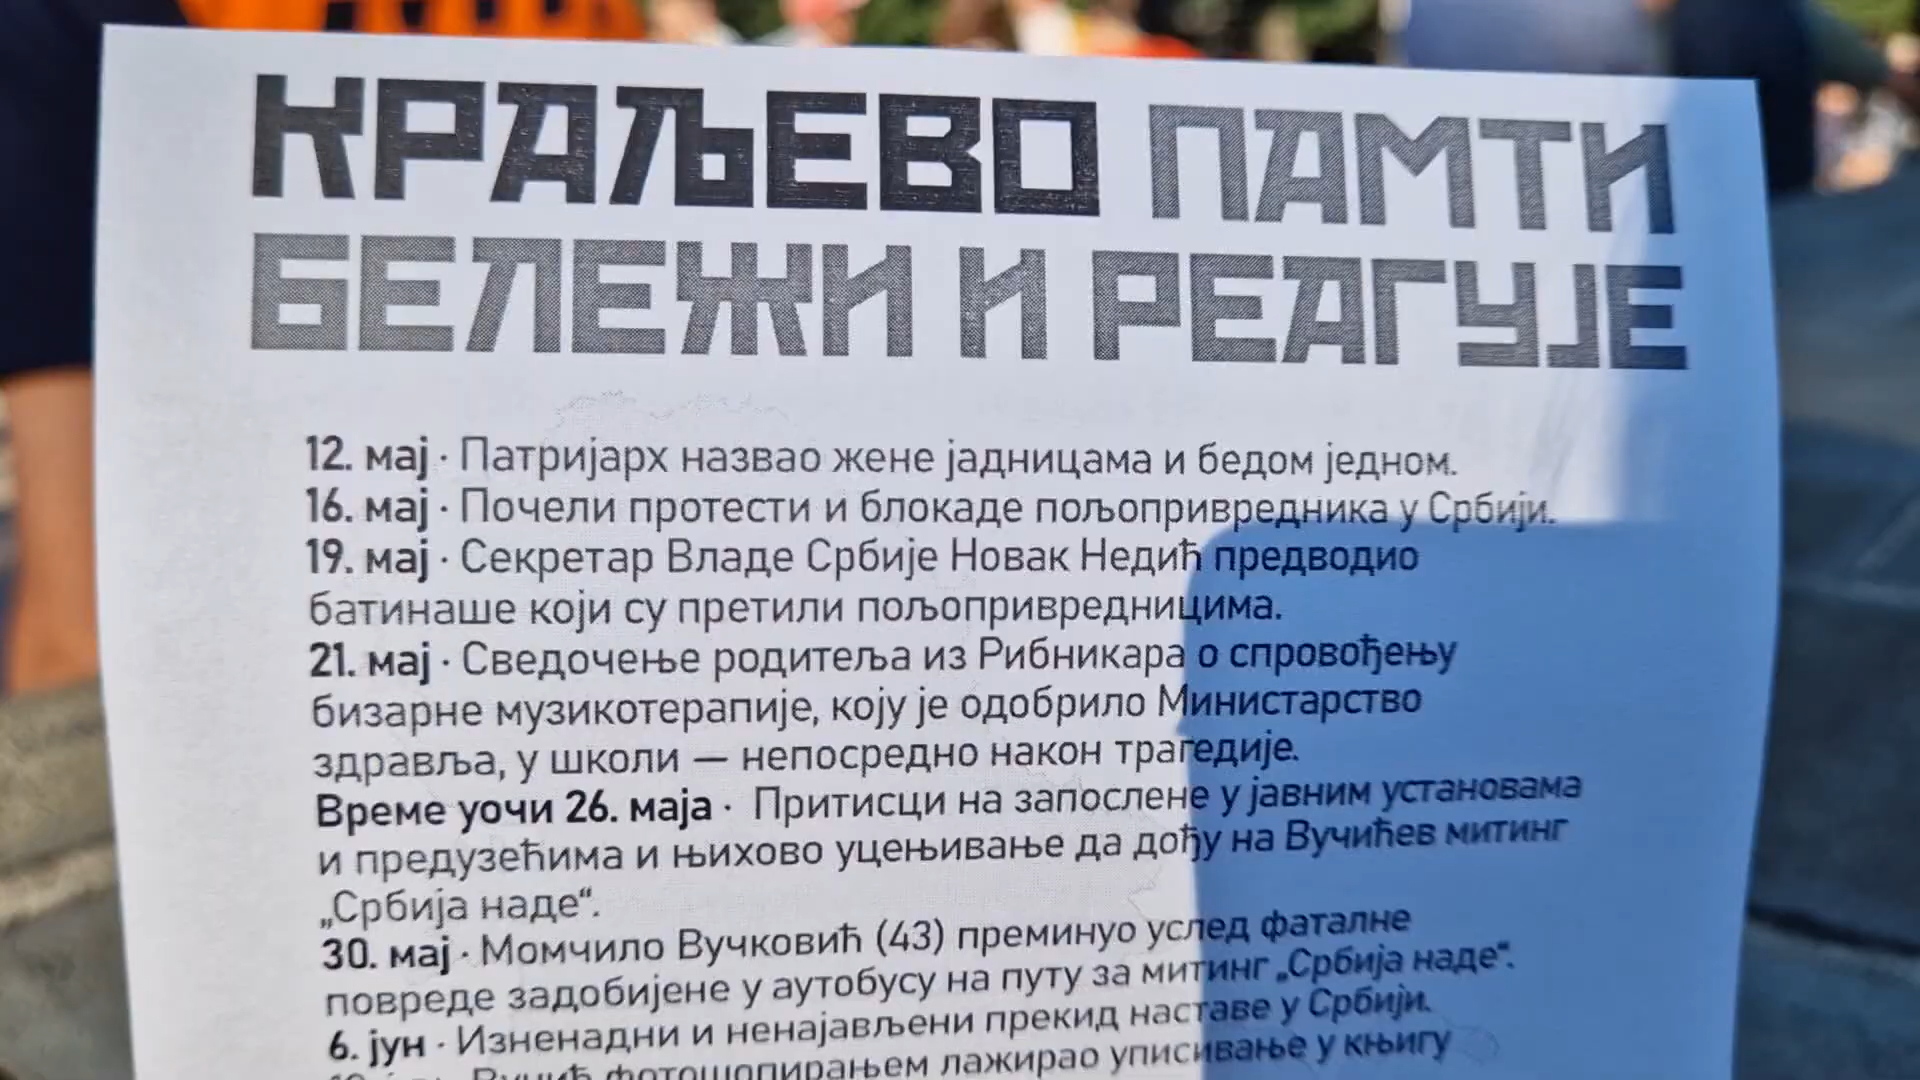 КРАЉЕВО ПАМТИ
БЕЛЕЖИ И РЕАГУЈЕ
12. мај · Патријарх назвао жене јадницама и бедом једном.
16. мај · Почели протести и блокаде пољопривредника у Србији.
19. мај · Секретар Владе Србије Новак Недић предводио
батинаше који су претили пољопривредницима.
21. мај · Сведочење родитеља из Рибникара о спровођењу
бизарне музикотерапије, коју је одобрило Министарство
здравља, у школи — непосредно након трагедије.
Време уочи 26. маја · Притисци на запослене у јавним установама
и предузећима и њихово уцењивање да дођу на Вучићев митинг
„Србија наде“.
30. мај · Момчило Вучковић (43) преминуо услед фаталне
повреде задобијене у аутобусу на путу за митинг „Србија наде“.
6. јун · Изненадни и ненајављени прекид наставе у Србији.
Вучић фотошопирањем лажирао уписивање у књигу